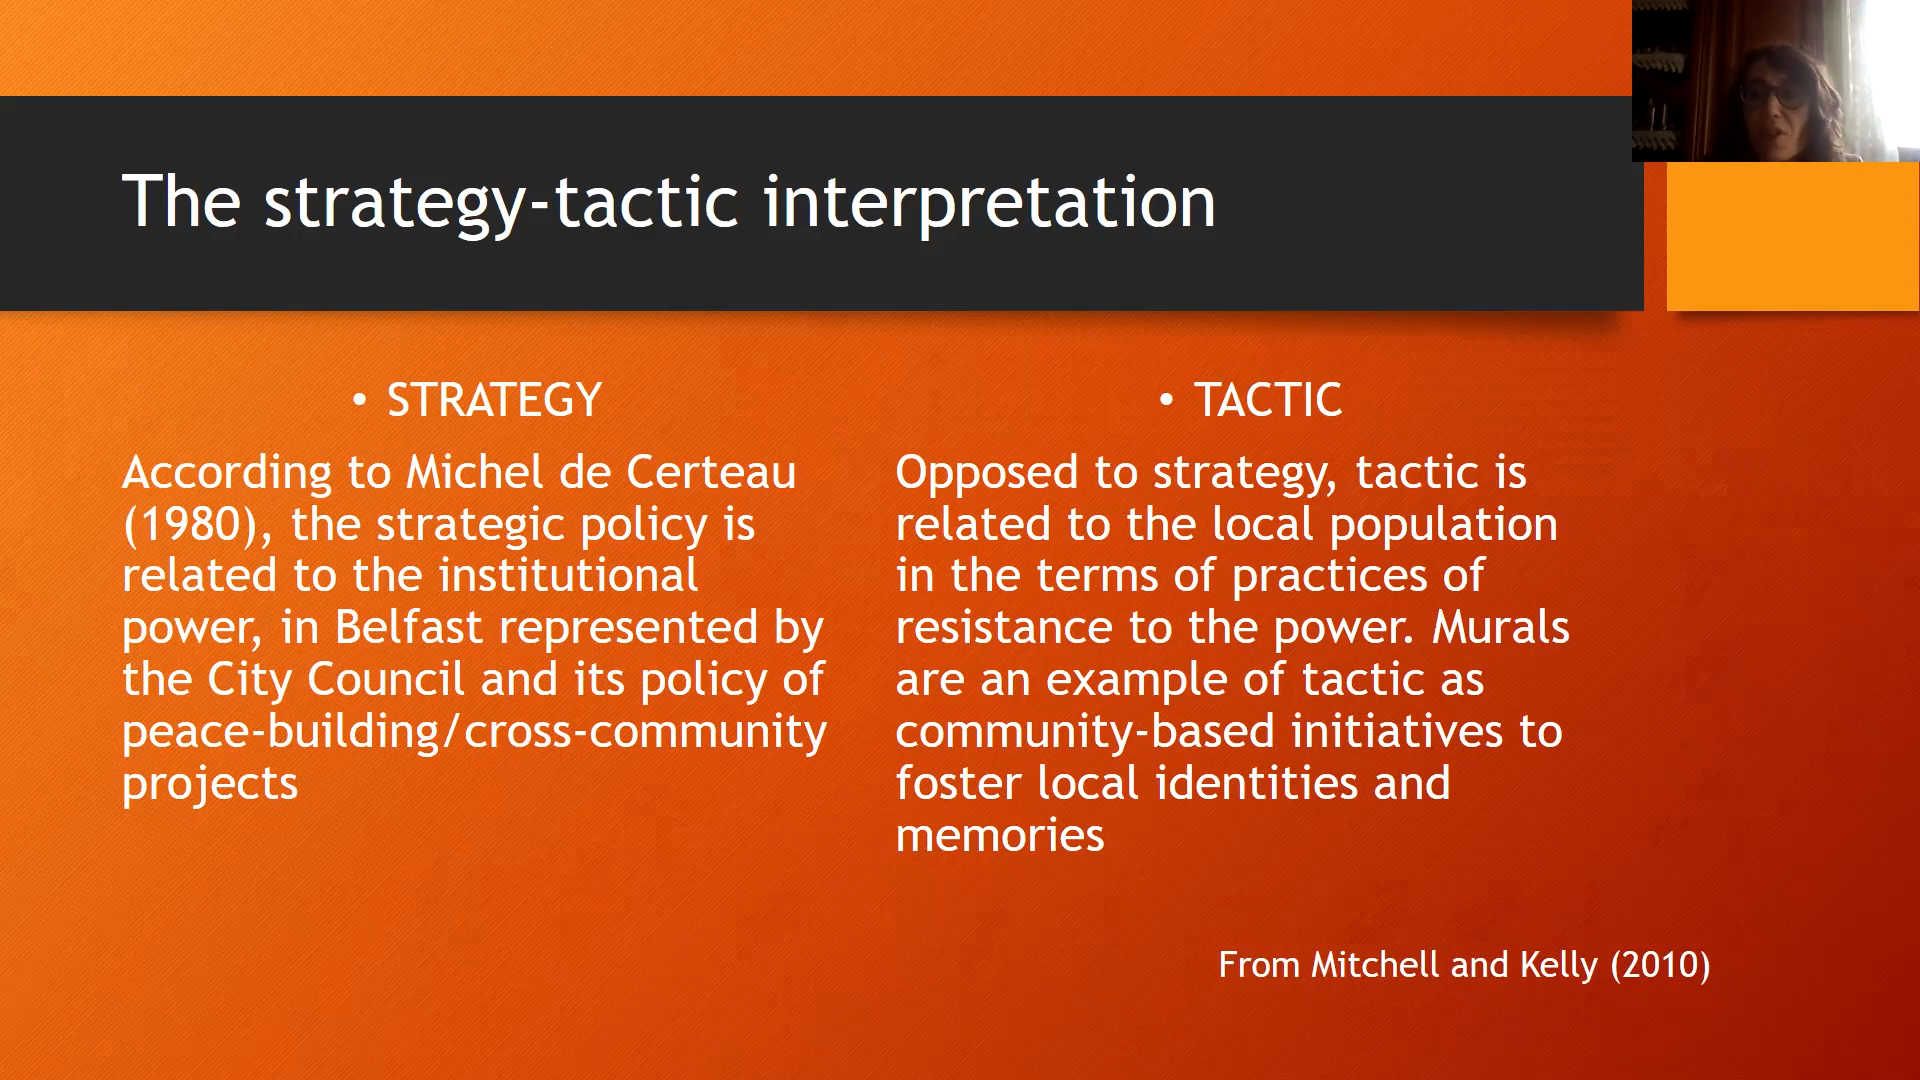 The strategy-tactic interpretation
• STRATEGY
According to Michel de Certeau
(1980), the strategic policy is
related to the institutional
power, in Belfast represented by
the City Council and its policy of
peace-building/cross-community
projects
• TACTIC
Opposed to strategy, tactic is
related to the local population
in the terms of practices of
resistance to the power. Murals
are an example of tactic as
community-based initiatives to
foster local identities and
memories
From Mitchell and Kelly (2010)